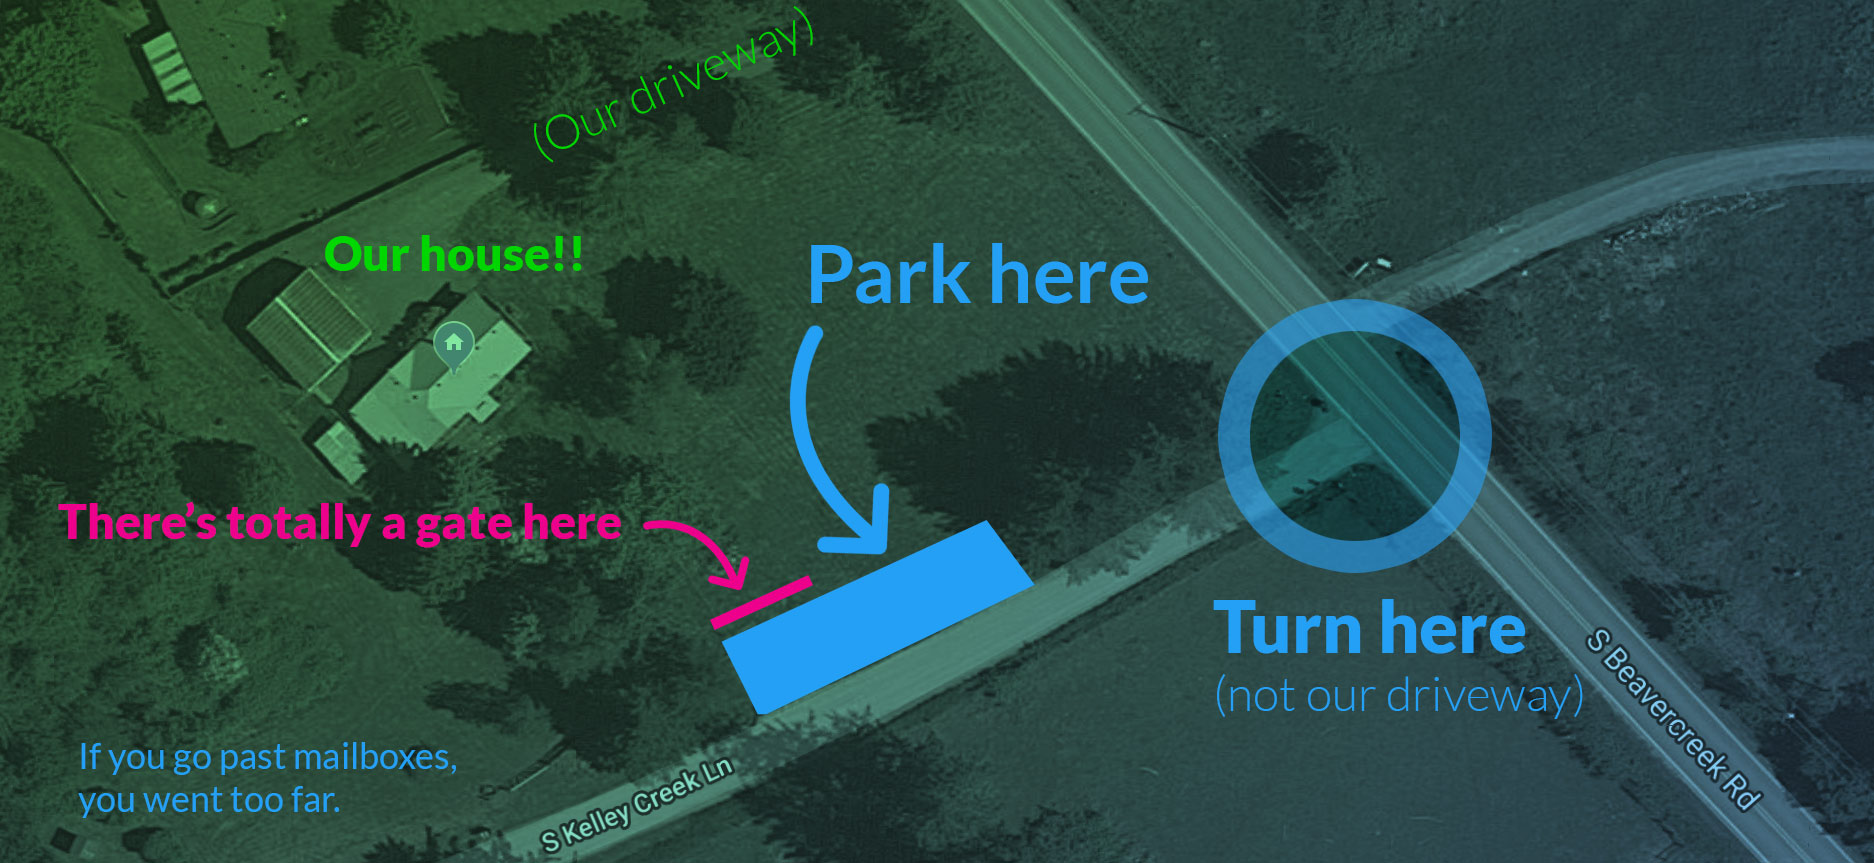 (Our driveway)
Our house!!
Park here
There's totally a gate here
Turn here
(not our driveway)
S Beavercreek Rd
If you go past mailboxes,
you went too far.
S Kelley Creek Ln